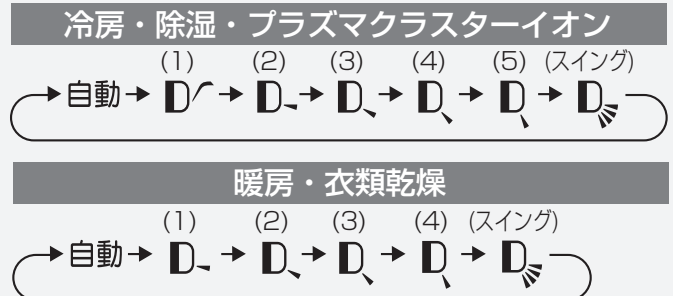 冷房・除湿・プラズマクラスターイオン
(1) (2) (3) (4) (5) (スイング)
自動
暖房・衣類乾燥
(1) (2) (3) (4) (スイング)
自動